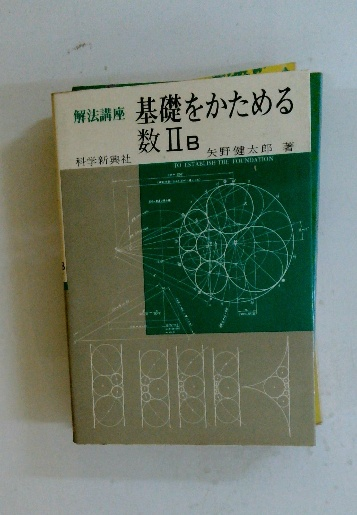 解法講座 基礎をかためる
数ⅡB
科学新興社 矢野健太郎 著
TO ESTABLISH THE FOUNDATION